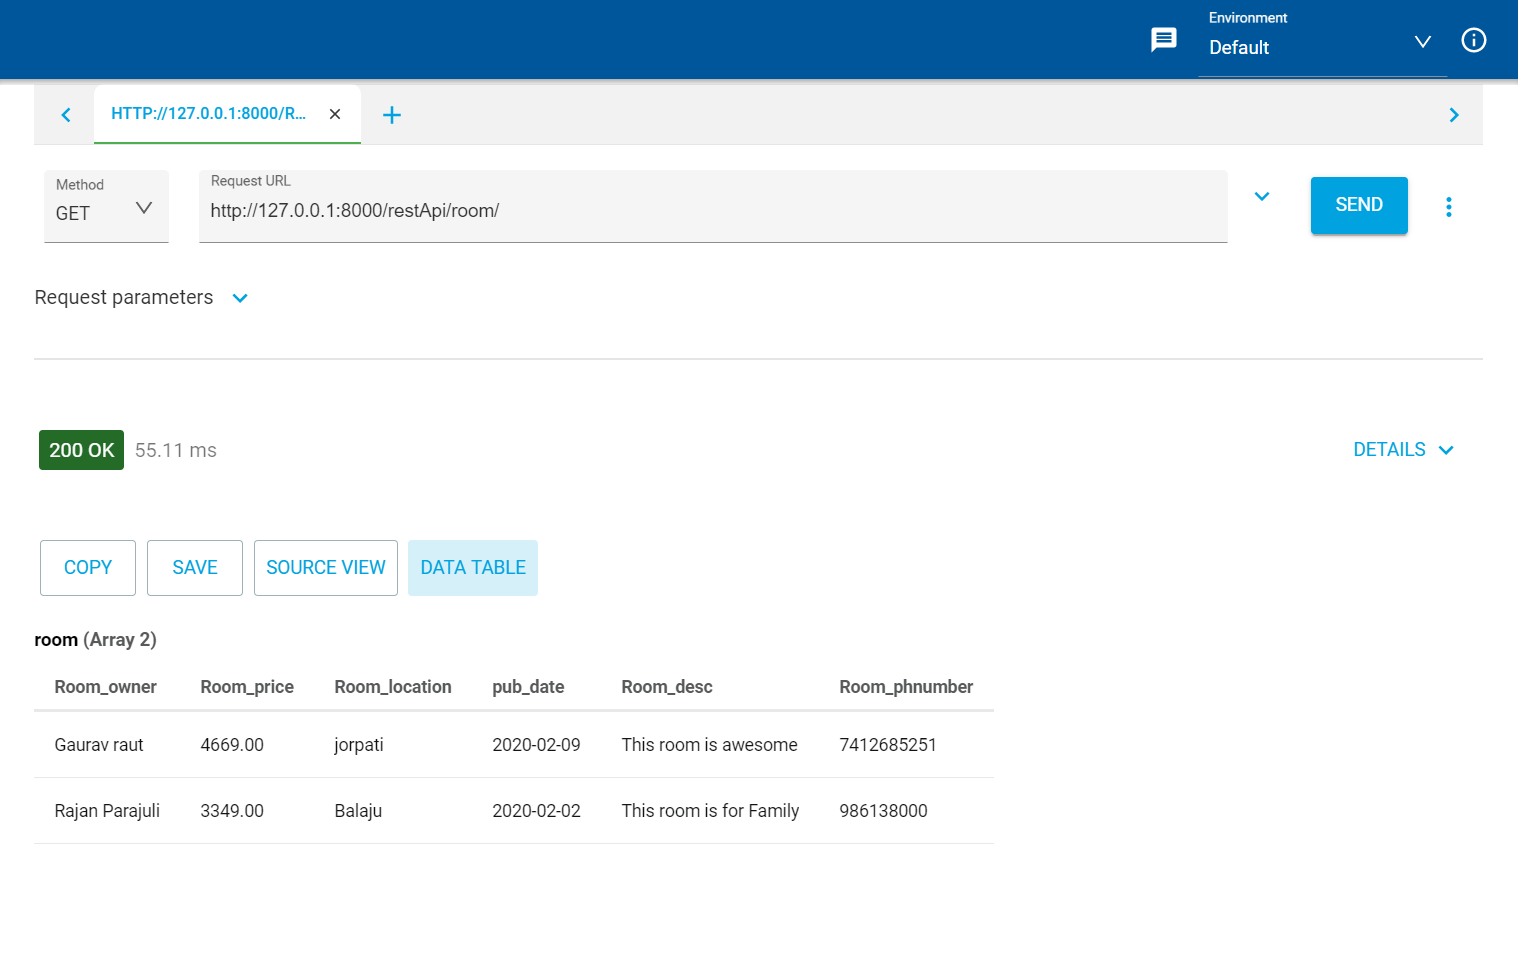 Environment
Default
HTTP://127.0.0.1:8000/R...
Method
GET
Request URL
http://127.0.0.1:8000/restApi/room/
SEND
Request parameters
200 OK 55.11 ms
DETAILS
COPY SAVE SOURCE VIEW DATA TABLE
room (Array 2)
Room_owner Room_price Room_location pub_date Room_desc Room_phnumber
Gaurav raut 4669.00 jorpati 2020-02-09 This room is awesome 7412685251
Rajan Parajuli 3349.00 Balaju 2020-02-02 This room is for Family 986138000